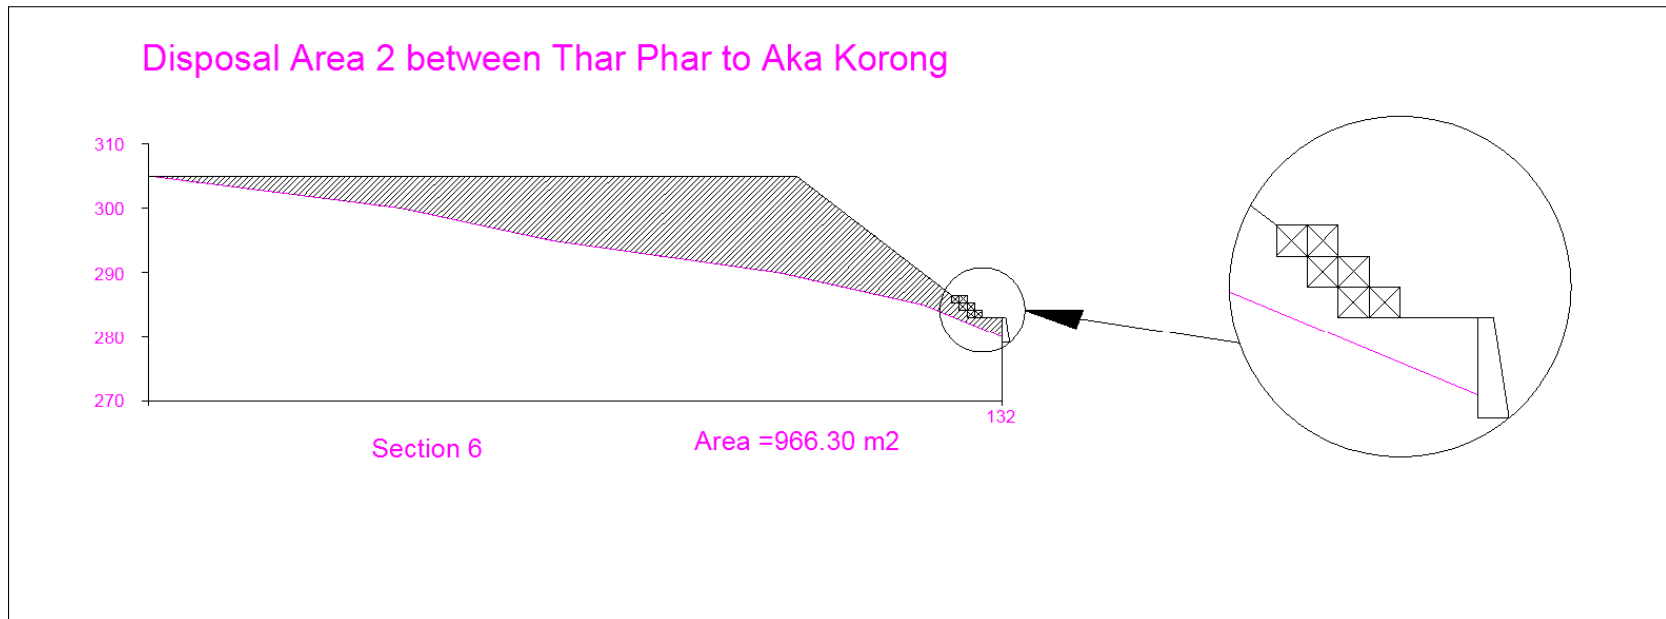 Disposal Area 2 between Thar Phar to Aka Korong
310
300
290
280
270
132
Section 6
Area =966.30 m2